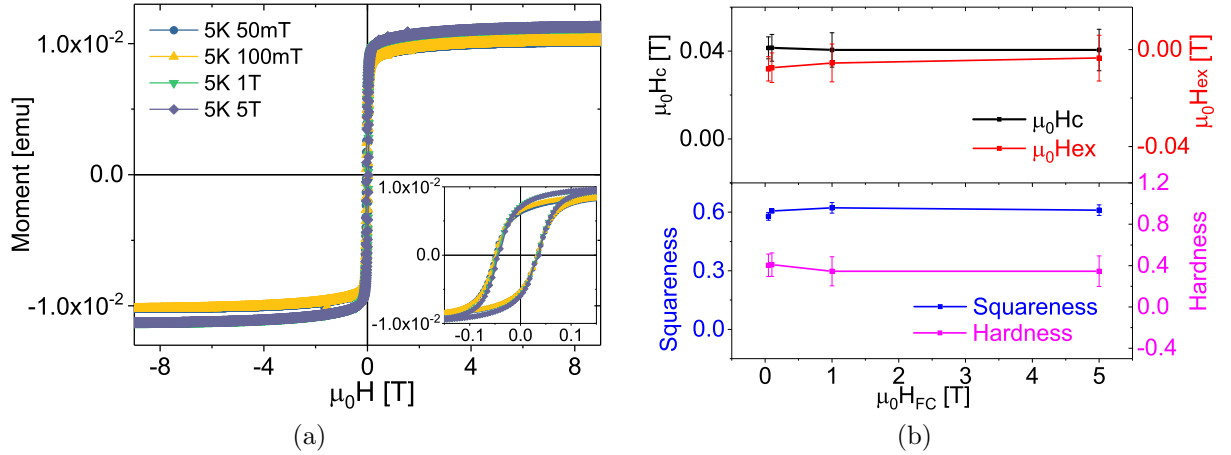 5K 50mT
5K 100mT
5K 1T
5K 5T
Moment [emu]
1.0x10⁻²
0.0
-1.0x10⁻²
-8 -4 0 4 8
μ₀H [T]
1.0x10⁻²
0.0
-1.0x10⁻²
-0.1 0.0 0.1
(a)
μ₀Hc [T]
0.04
0.00
μ₀Hex [T]
0.00
-0.04
μ₀Hc
μ₀Hex
Squareness
0.6
0.3
0.0
Hardness
1.2
0.8
0.4
0.0
-0.4
Squareness
Hardness
0 1 2 3 4 5
μ₀H_FC [T]
(b)